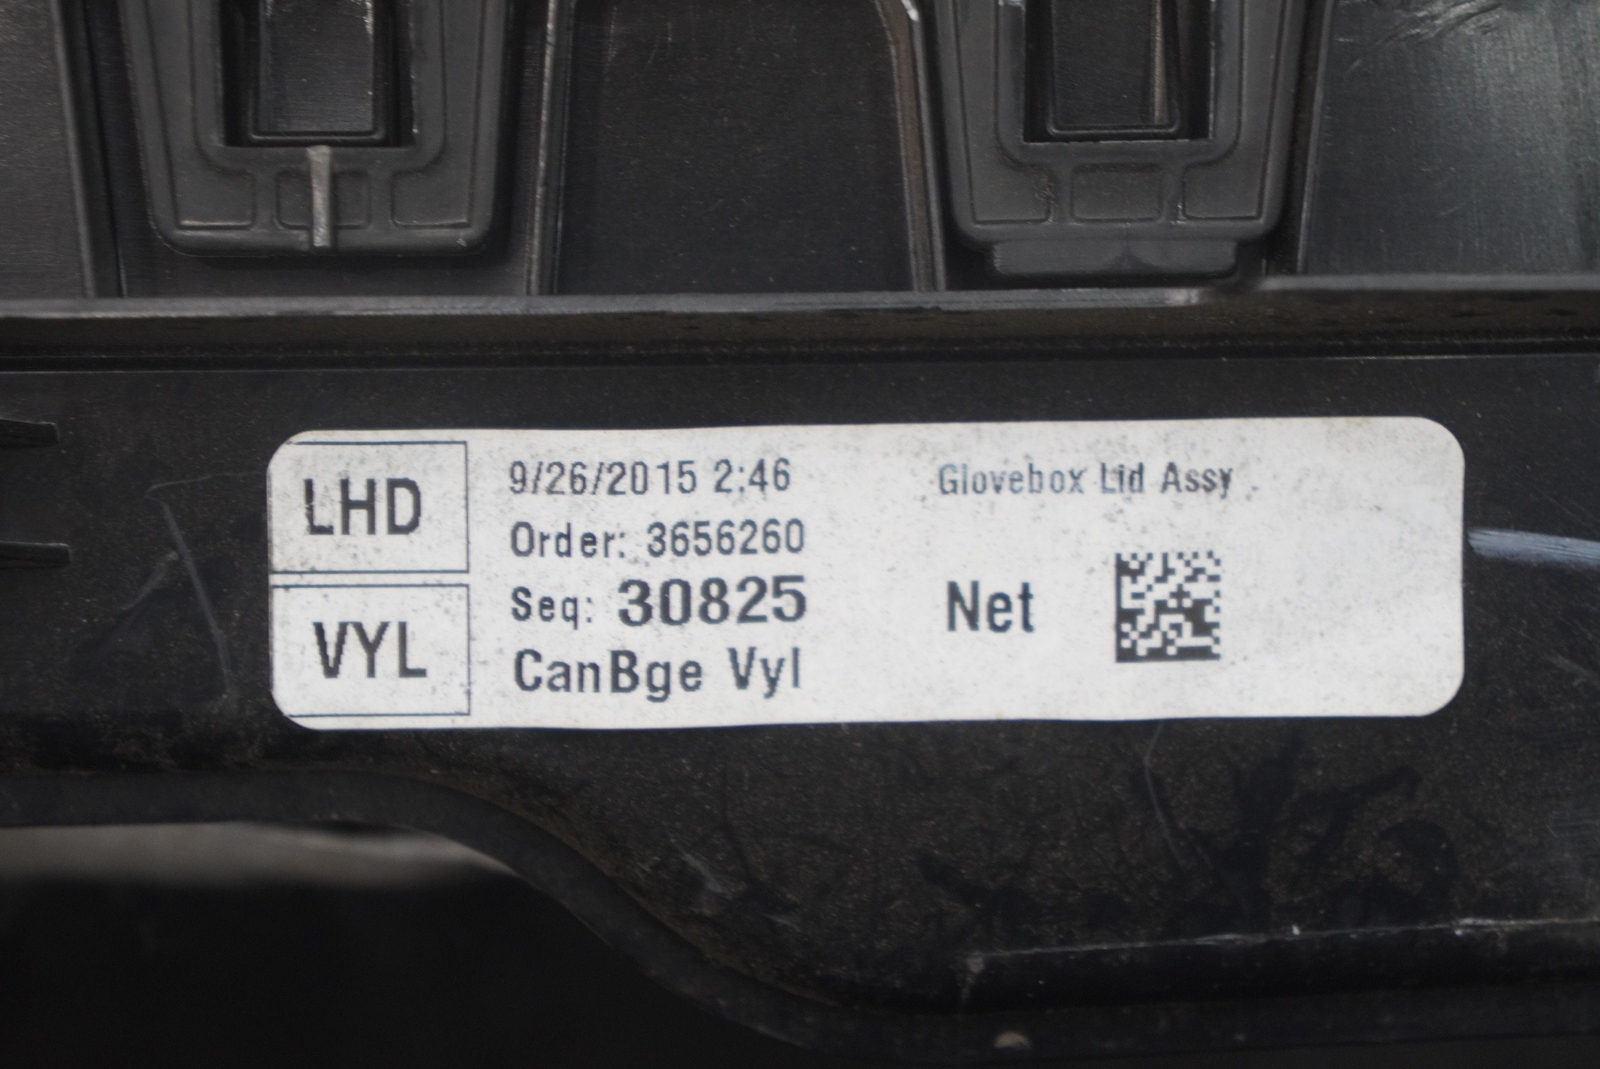 LHD
VYL
9/26/2015 2:46
Order: 3656260
Seq: 30825
CanBge Vyl
Glovebox Lid Assy
Net